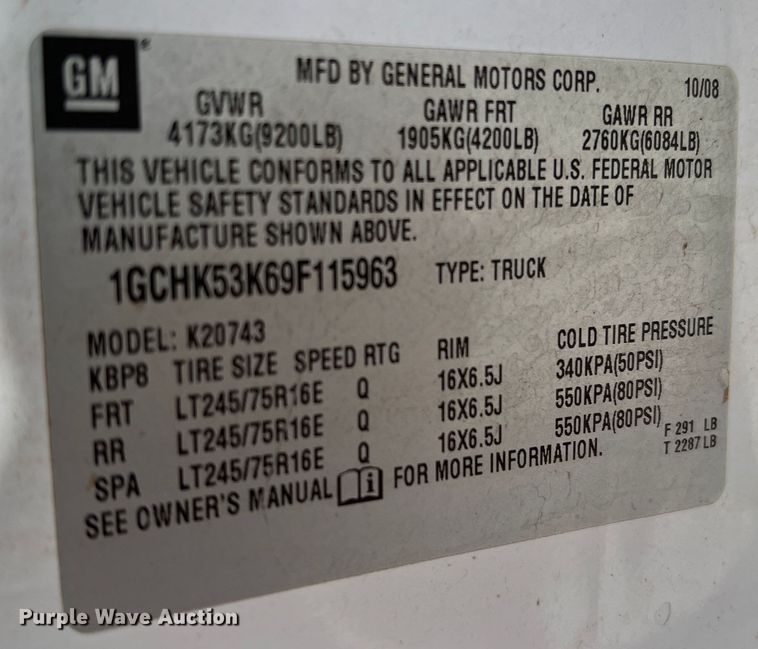 GM® MFD BY GENERAL MOTORS CORP. 10/08
GVWR GAWR FRT GAWR RR
4173KG(9200LB) 1905KG(4200LB) 2760KG(6084LB)
THIS VEHICLE CONFORMS TO ALL APPLICABLE U.S. FEDERAL MOTOR
VEHICLE SAFETY STANDARDS IN EFFECT ON THE DATE OF
MANUFACTURE SHOWN ABOVE.
1GCHK53K69F115963 TYPE: TRUCK
MODEL: K20743
KBP8 TIRE SIZE SPEED RTG RIM COLD TIRE PRESSURE
FRT LT245/75R16E Q 16X6.5J 340KPA(50PSI)
RR LT245/75R16E Q 16X6.5J 550KPA(80PSI)
SPA LT245/75R16E Q 16X6.5J 550KPA(80PSI)
F 291 LB
T 2287 LB
SEE OWNER'S MANUAL i FOR MORE INFORMATION.
Purple Wave Auction